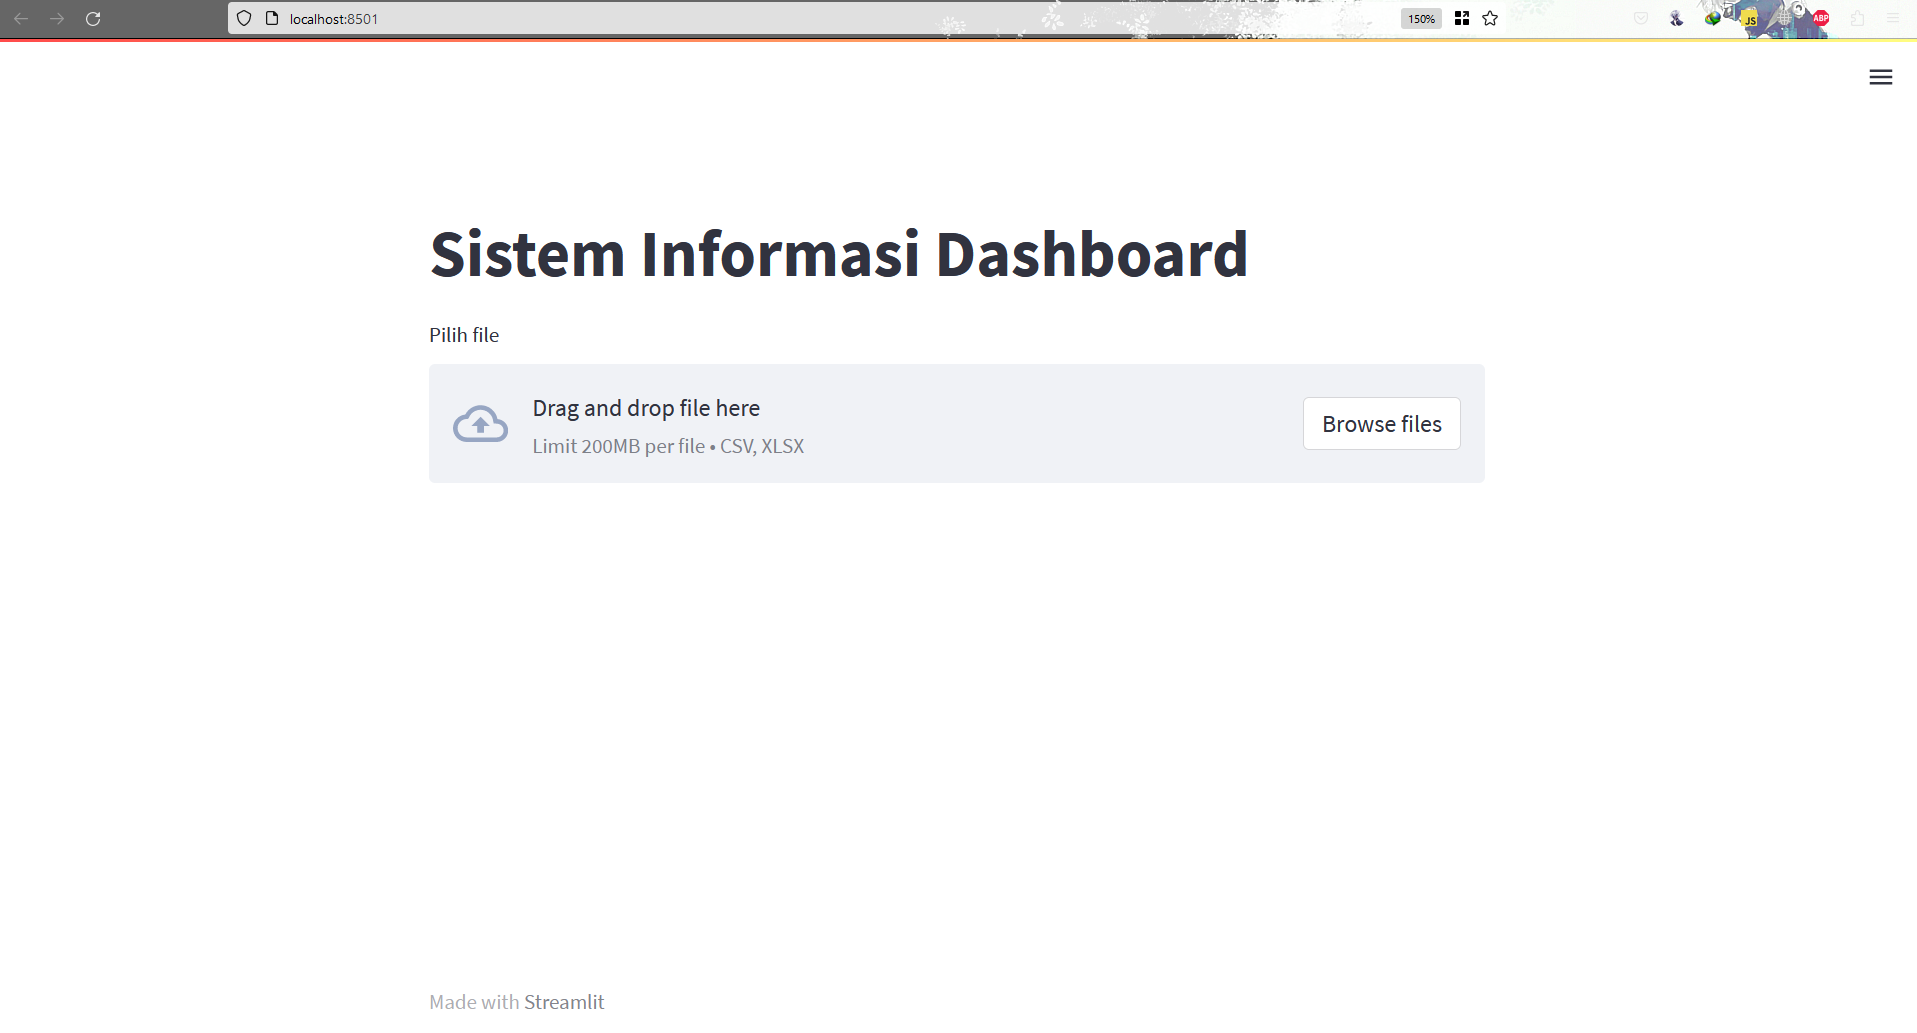 localhost:8501
150%
JS
ABP
Sistem Informasi Dashboard
Pilih file
Drag and drop file here
Limit 200MB per file • CSV, XLSX
Browse files
Made with Streamlit